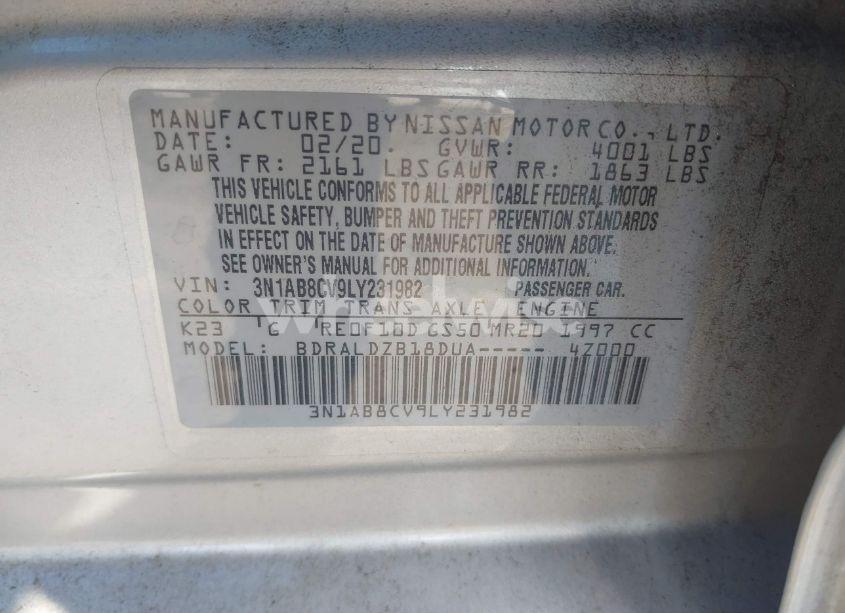 MANUFACTURED BY NISSAN MOTOR CO., LTD.
DATE: 02/20. GVWR: 4001 LBS
GAWR FR: 2161 LBS GAWR RR: 1863 LBS
THIS VEHICLE CONFORMS TO ALL APPLICABLE FEDERAL MOTOR
VEHICLE SAFETY, BUMPER AND THEFT PREVENTION STANDARDS
IN EFFECT ON THE DATE OF MANUFACTURE SHOWN ABOVE.
SEE OWNER'S MANUAL FOR ADDITIONAL INFORMATION.
VIN: 3N1AB8CV9LY231982 PASSENGER CAR.
COLOR TRIM TRANS AXLE ENGINE
K23 G RE0F10D GS50 MR20 1997 CC
MODEL: BDRALDZB18DUA----- 4Z000
3N1AB8CV9LY231982